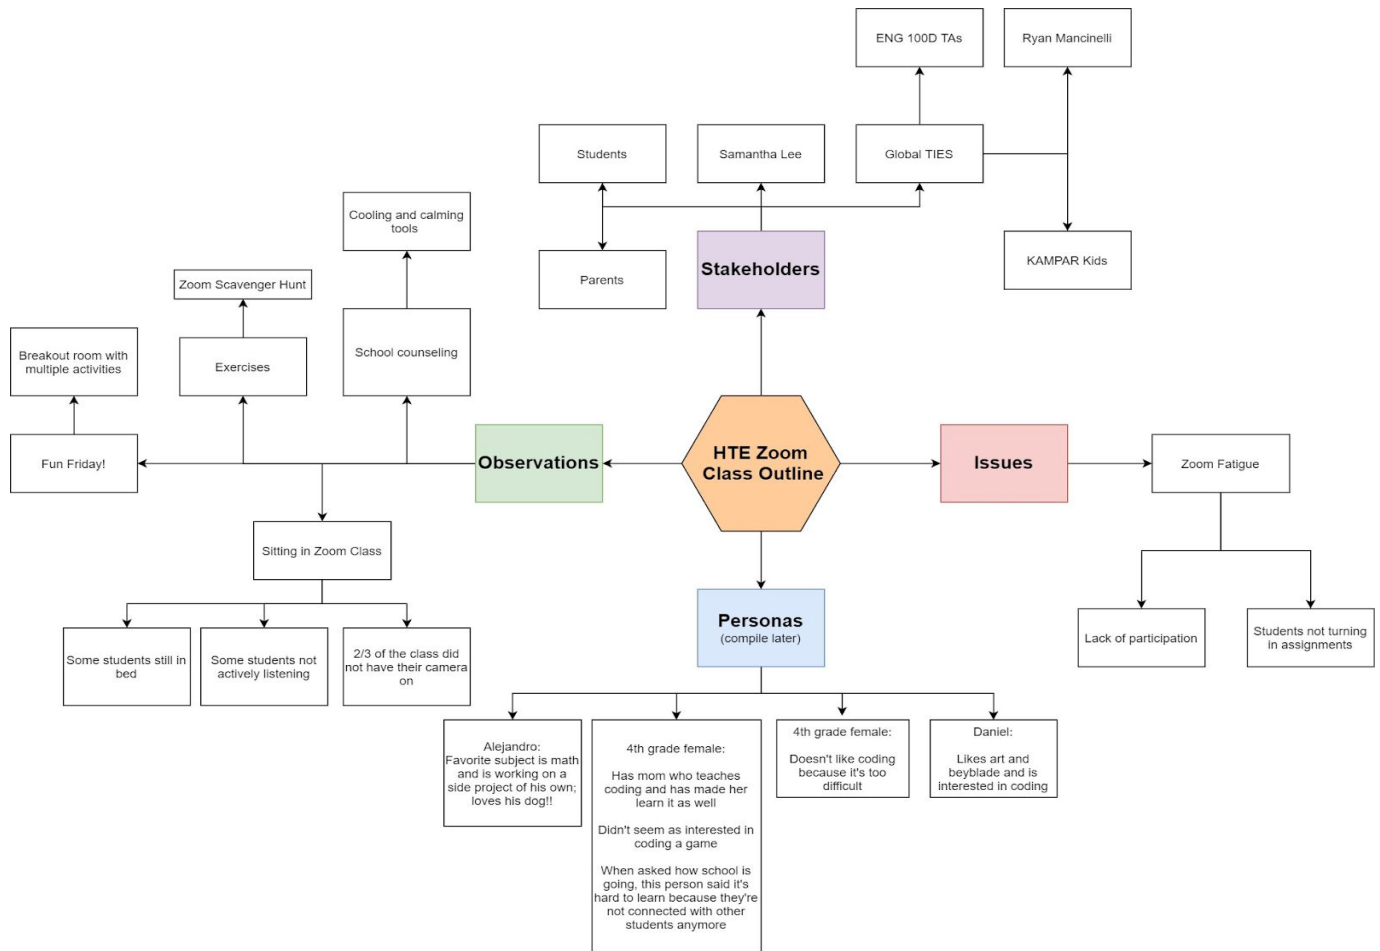 ENG 100D TAs
Ryan Mancinelli
Students
Samantha Lee
Global TIES
Cooling and calming
tools
Stakeholders
Parents
KAMPAR Kids
Zoom Scavenger Hunt
Breakout room with
multiple activities
Exercises
School counseling
Fun Friday!
Observations
HTE Zoom
Class Outline
Issues
Zoom Fatigue
Sitting in Zoom Class
Some students still in
bed
Some students not
actively listening
2/3 of the class did
not have their camera
on
Personas
(compile later)
Lack of participation
Students not turning
in assignments
Alejandro:
Favorite subject is math
and is working on a
side project of his own;
loves his dog!!
4th grade female:
Has mom who teaches
coding and has made her
learn it as well
Didn't seem as interested in
coding a game
When asked how school is
going, this person said it's
hard to learn because they're
not connected with other
students anymore
4th grade female:
Doesn't like coding
because it's too
difficult
Daniel:
Likes art and
beyblade and is
interested in coding